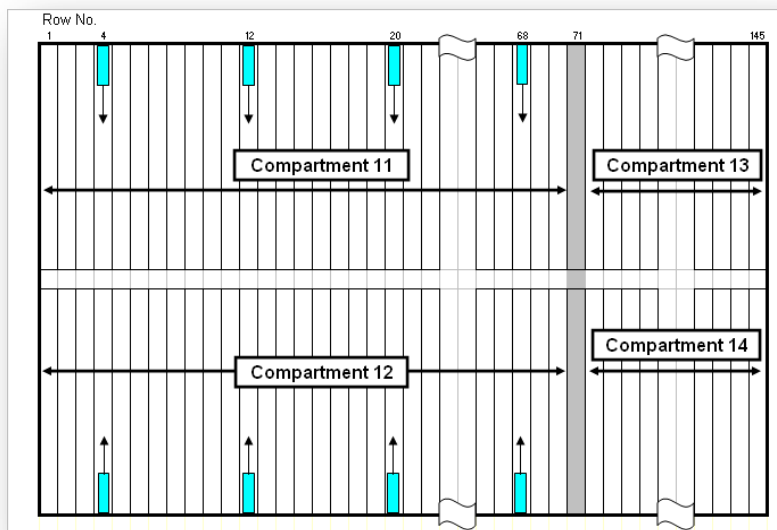 Row No.
1 4 12 20 68 71 145
Compartment 11
Compartment 13
Compartment 14
Compartment 12